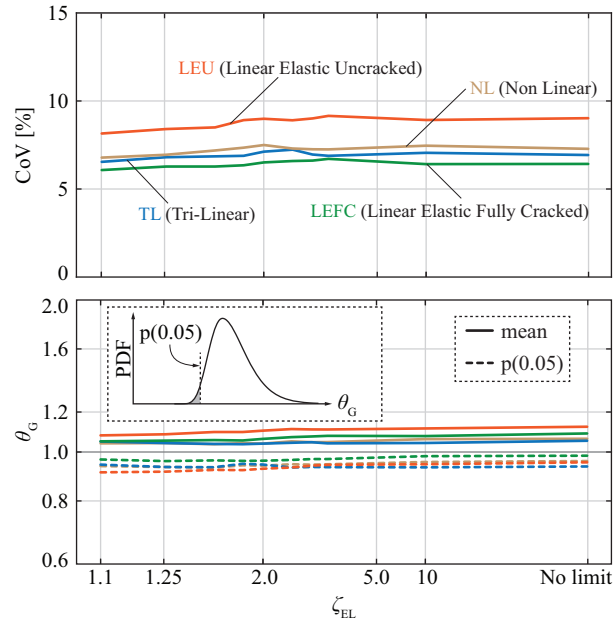 15
LEU (Linear Elastic Uncracked)
10
NL (Non Linear)
CoV [%]
5
TL (Tri-Linear)
LEFC (Linear Elastic Fully Cracked)
0
2.0
p(0.05)
PDF
θG
mean
p(0.05)
1.6
1.2
θG
1.0
0.8
0.6
1.1 1.25 2.0 5.0 10 No limit
ζEL